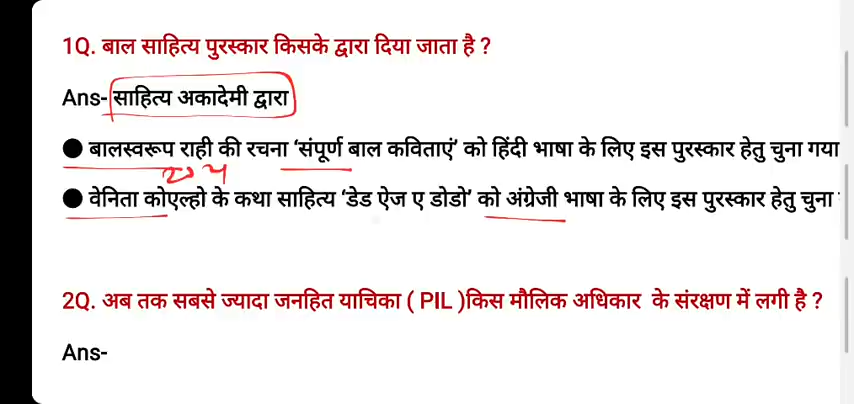 1Q. बाल साहित्य पुरस्कार किसके द्वारा दिया जाता है ?
Ans- साहित्य अकादेमी द्वारा
● बालस्वरूप राही की रचना ‘संपूर्ण बाल कविताएं’ को हिंदी भाषा के लिए इस पुरस्कार हेतु चुना गया
● वेनिता कोएल्हो के कथा साहित्य ‘डेड ऐज ए डोडो’ को अंग्रेजी भाषा के लिए इस पुरस्कार हेतु चुना
2Q. अब तक सबसे ज्यादा जनहित याचिका ( PIL )किस मौलिक अधिकार के संरक्षण में लगी है ?
Ans-